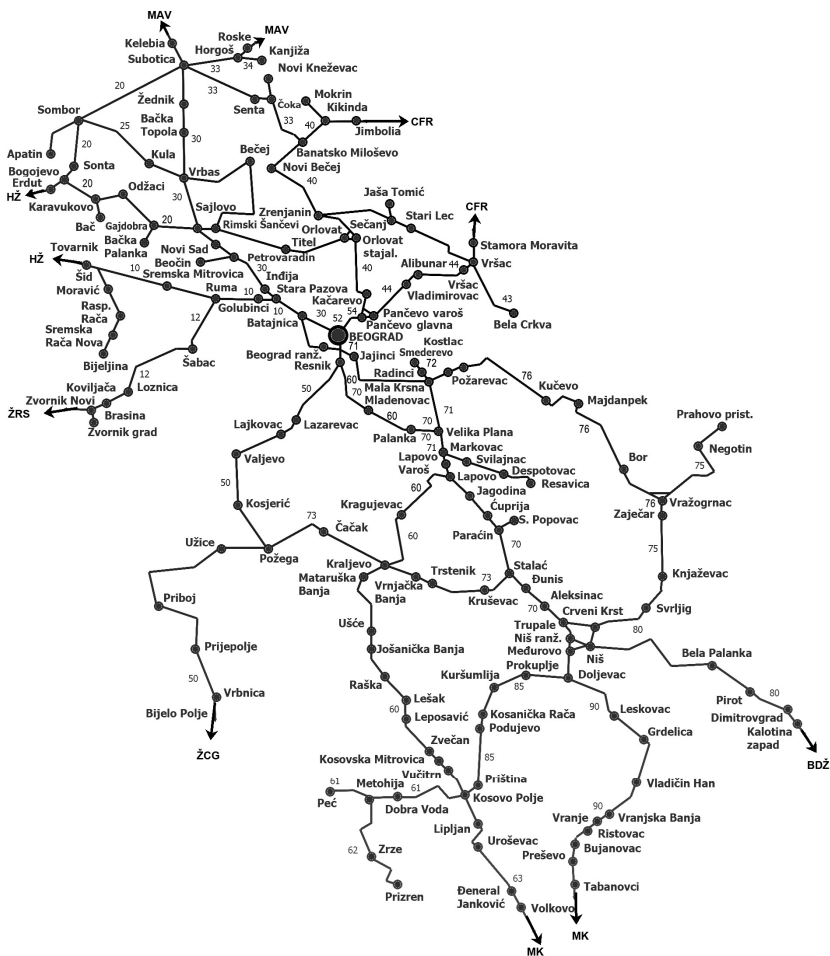 MAV
Kelebia
Subotica
Roske
Horgoš
MAV
33
34
Kanjiža
20
33
Novi Kneževac
Žednik
Senta
Čoka
Mokrin
Kikinda
CFR
Jimbolia
Sombor
Bačka
Topola
30
33
40
25
Banatsko Miloševo
Apatin
20
Kula
Bečej
Bogojevo
Sonta
Vrbas
Novi Bečej
Erdut
HŽ
20
Odžaci
30
40
Jaša Tomić
Karavukovo
Sajlovo
CFR
Bač
Gajdobra
20
Rimski Šančevi
Zrenjanin
Sečanj
Stari Lec
Orlovat
Tovarnik
Bačka
Palanka
Titel
Orlovat
stajal.
Stamora Moravita
HŽ
Novi Sad
Petrovaradin
Beočin
10
Sremska Mitrovica
30
40
Alibunar
44
Vršac
Šid
Inđija
Vršac
Moravić
Ruma
Stara Pazova
44
Vladimirovac
43
Rasp.
Rača
10
10
Kačarevo
Golubinci
Pančevo varoš
Bela Crkva
12
Batajnica
30
52
54
Pančevo glavna
Sremska
Rača Nova
BEOGRAD
Bijeljina
Šabac
Beograd ranž.
71
Jajinci
Kostlac
Smederevo
72
Resnik
60
Radinci
Požarevac
76
12
Koviljača
Loznica
50
70
Mala Krsna
Kučevo
Majdanpek
Zvornik Novi
ŽRS
Brasina
Mladenovac
71
Zvornik grad
60
70
Prahovo prist.
Lajkovac
Lazarevac
Palanka
70
Velika Plana
76
Negotin
71
Markovac
Valjevo
Lapovo
Varoš
Svilajnac
Bor
75
60
Lapovo
Despotovac
Resavica
50
Jagodina
76
Vražogrnac
Kosjerić
Kragujevac
Ćuprija
Zaječar
73
S. Popovac
Čačak
Paraćin
Užice
60
70
75
Požega
Kraljevo
Stalać
Mataruška
Banja
Vrnjačka
Banja
Trstenik
73
Đunis
Knjaževac
Kruševac
Aleksinac
Priboj
70
Crveni Krst
Svrljig
Ušće
Trupale
80
Niš ranž.
Prijepolje
Jošanička Banja
Međurovo
Niš
Bela Palanka
Prokuplje
50
Kuršumlija
Doljevac
Raška
85
Vrbnica
Lešak
90
Leskovac
Pirot
80
Bijelo Polje
60
Leposavić
Kosanička Rača
Dimitrovgrad
Podujevo
Grdelica
Kalotina
zapad
ŽCG
Zvečan
BDŽ
Kosovska Mitrovica
85
Vučitrn
61
Metohija
61
Priština
Vladičin Han
Peć
Dobra Voda
Kosovo Polje
90
Vranje
Vranjska Banja
Lipljan
Ristovac
62
Zrze
Uroševac
Bujanovac
Preševo
63
Prizren
Đeneral
Janković
Tabanovci
Volkovo
MK
MK